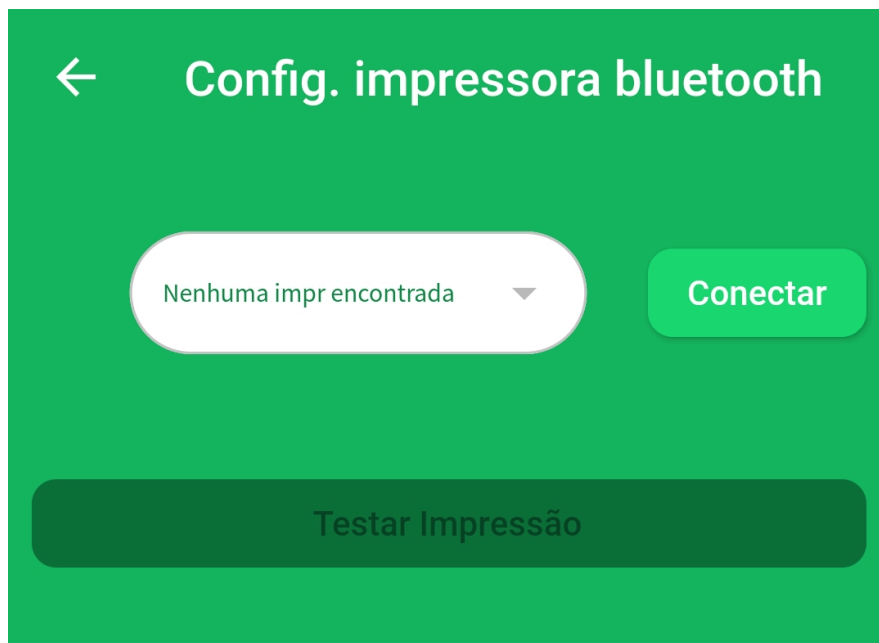 Config. impressora bluetooth
Nenhuma impr encontrada
Conectar
Testar Impressão